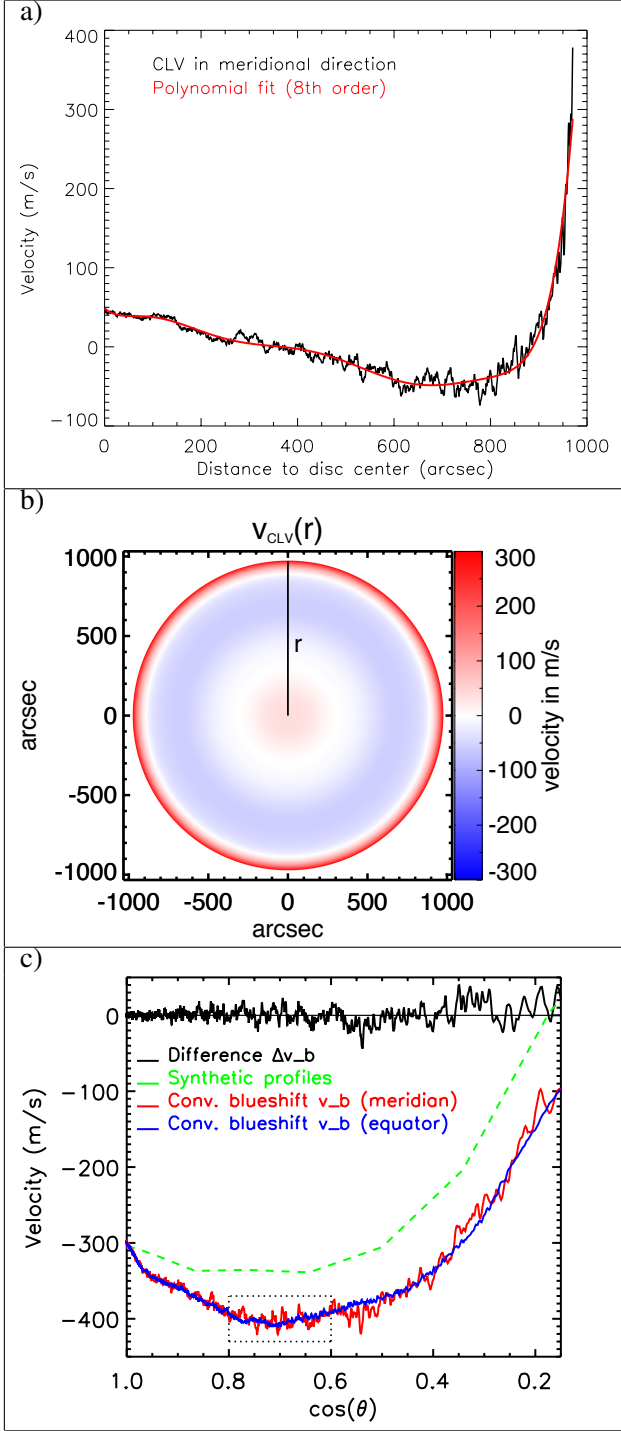 a)
400
300
200
100
0
-100
Velocity (m/s)
CLV in meridional direction
Polynomial fit (8th order)
0 200 400 600 800 1000
Distance to disc center (arcsec)
b)
v_CLV(r)
1000
500
0
-500
-1000
arcsec
r
-1000 -500 0 500 1000
arcsec
300
200
100
0
-100
-200
-300
velocity in m/s
c)
0
-100
-200
-300
-400
Velocity (m/s)
Difference Δv_b
Synthetic profiles
Conv. blueshift v_b (meridian)
Conv. blueshift v_b (equator)
1.0 0.8 0.6 0.4 0.2
cos(θ)